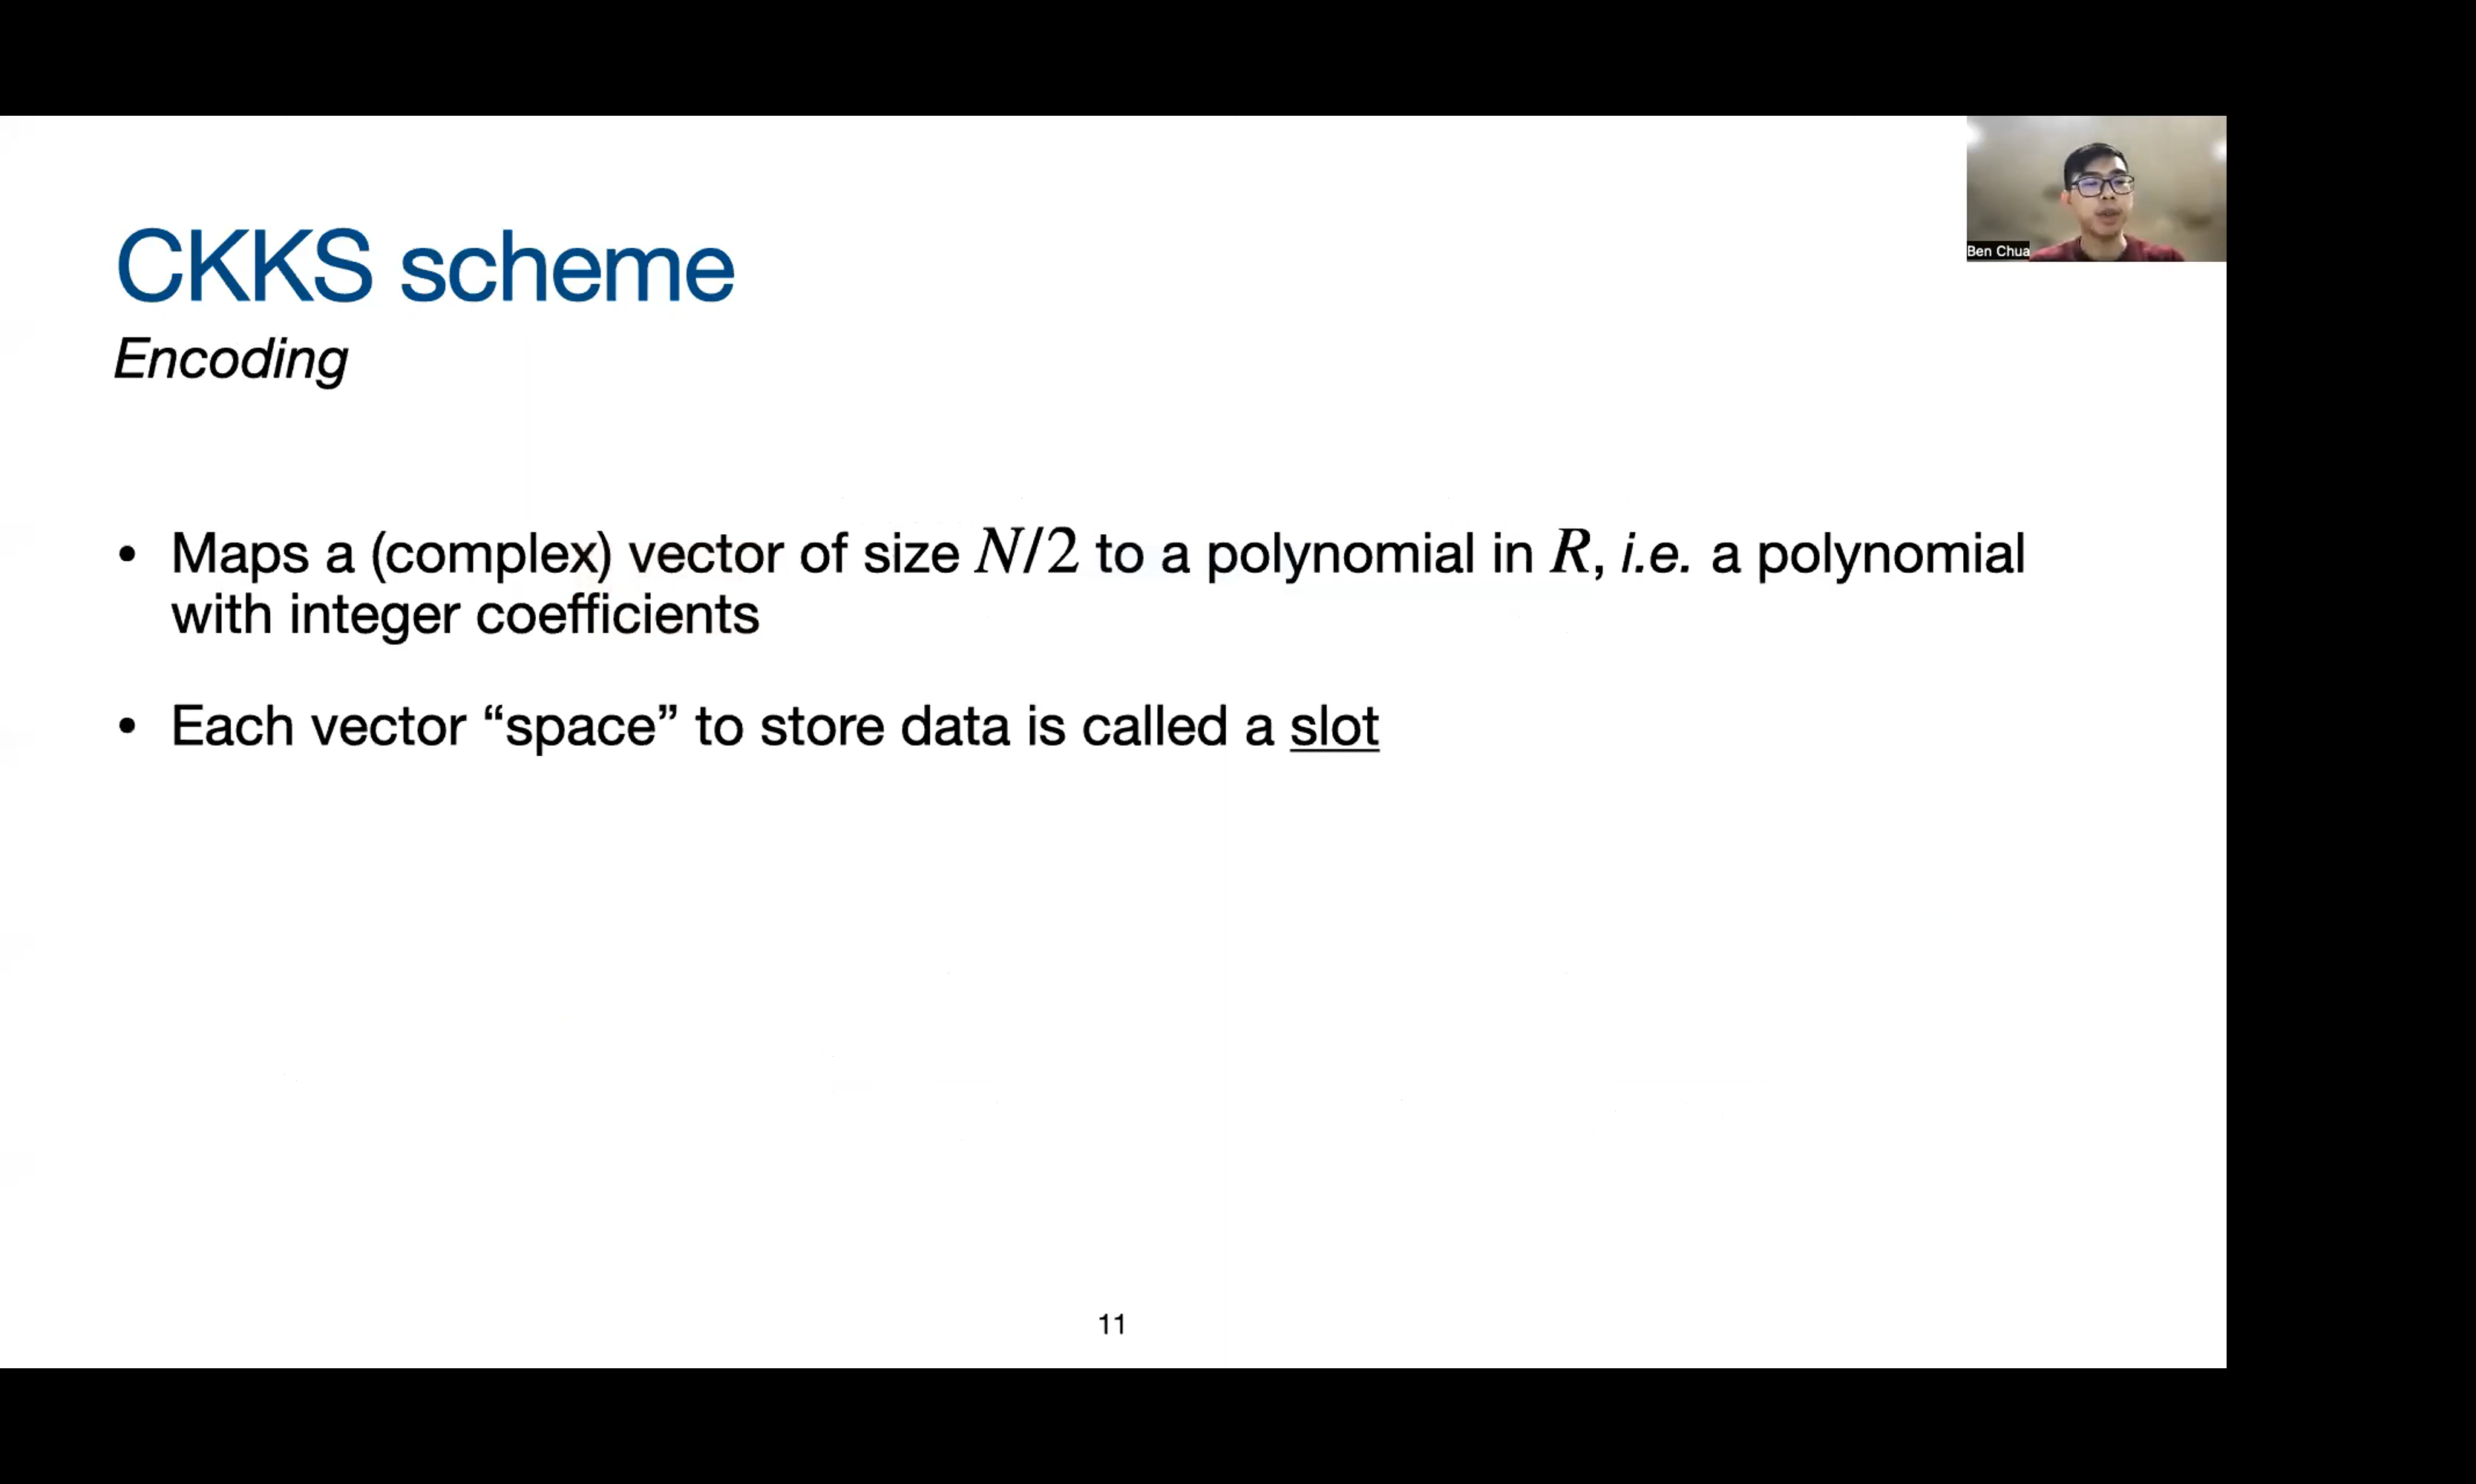 CKKS scheme
Encoding
Ben Chua
• Maps a (complex) vector of size N/2 to a polynomial in R, i.e. a polynomial
with integer coefficients
• Each vector “space” to store data is called a slot
11